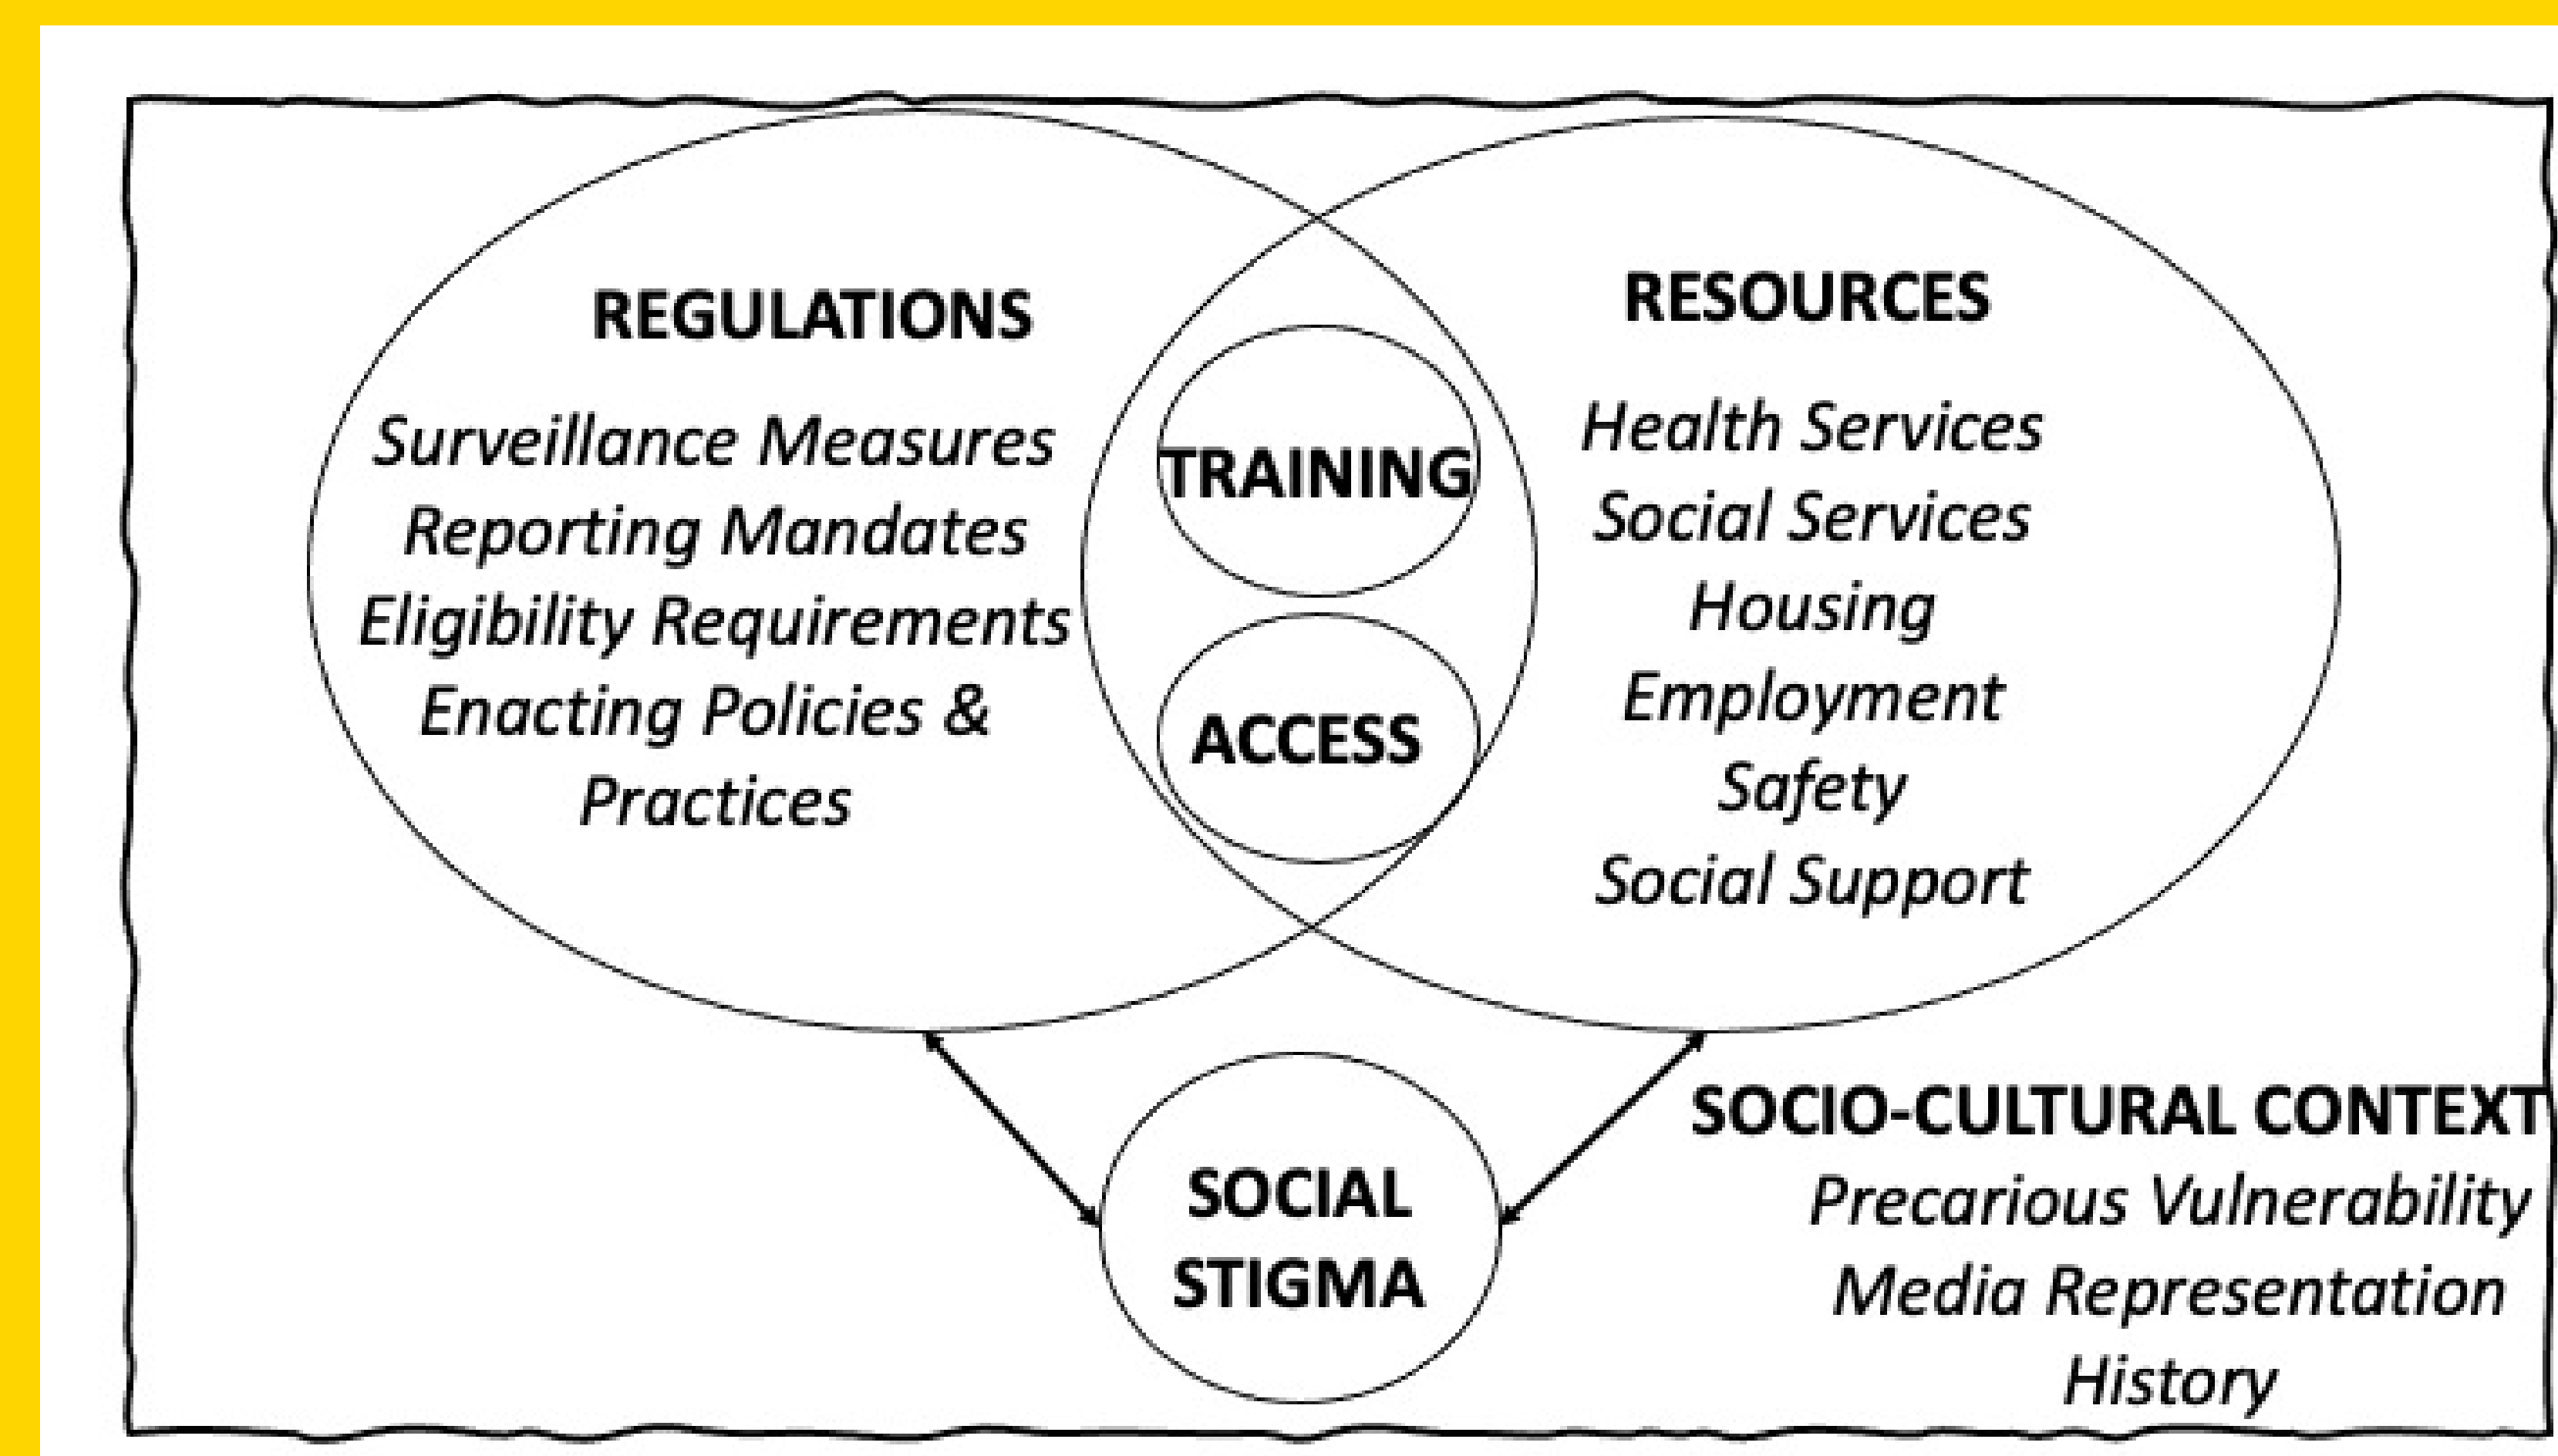 REGULATIONS
Surveillance Measures
Reporting Mandates
Eligibility Requirements
Enacting Policies &
Practices
TRAINING
ACCESS
RESOURCES
Health Services
Social Services
Housing
Employment
Safety
Social Support
SOCIAL
STIGMA
SOCIO-CULTURAL CONTEXT
Precarious Vulnerability
Media Representation
History